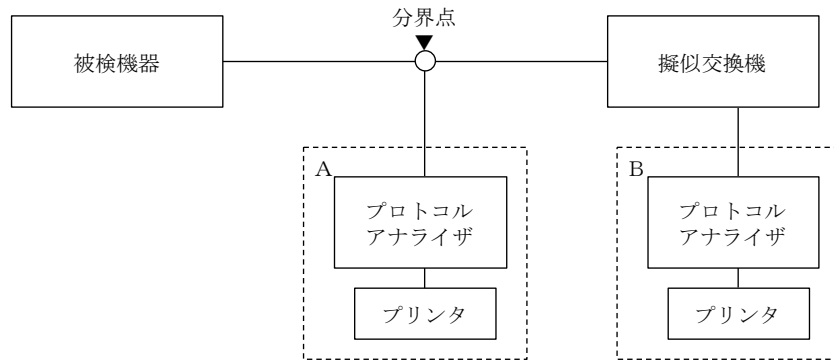 分界点
被検機器
擬似交換機
A
プロトコル
アナライザ
プリンタ
B
プロトコル
アナライザ
プリンタ